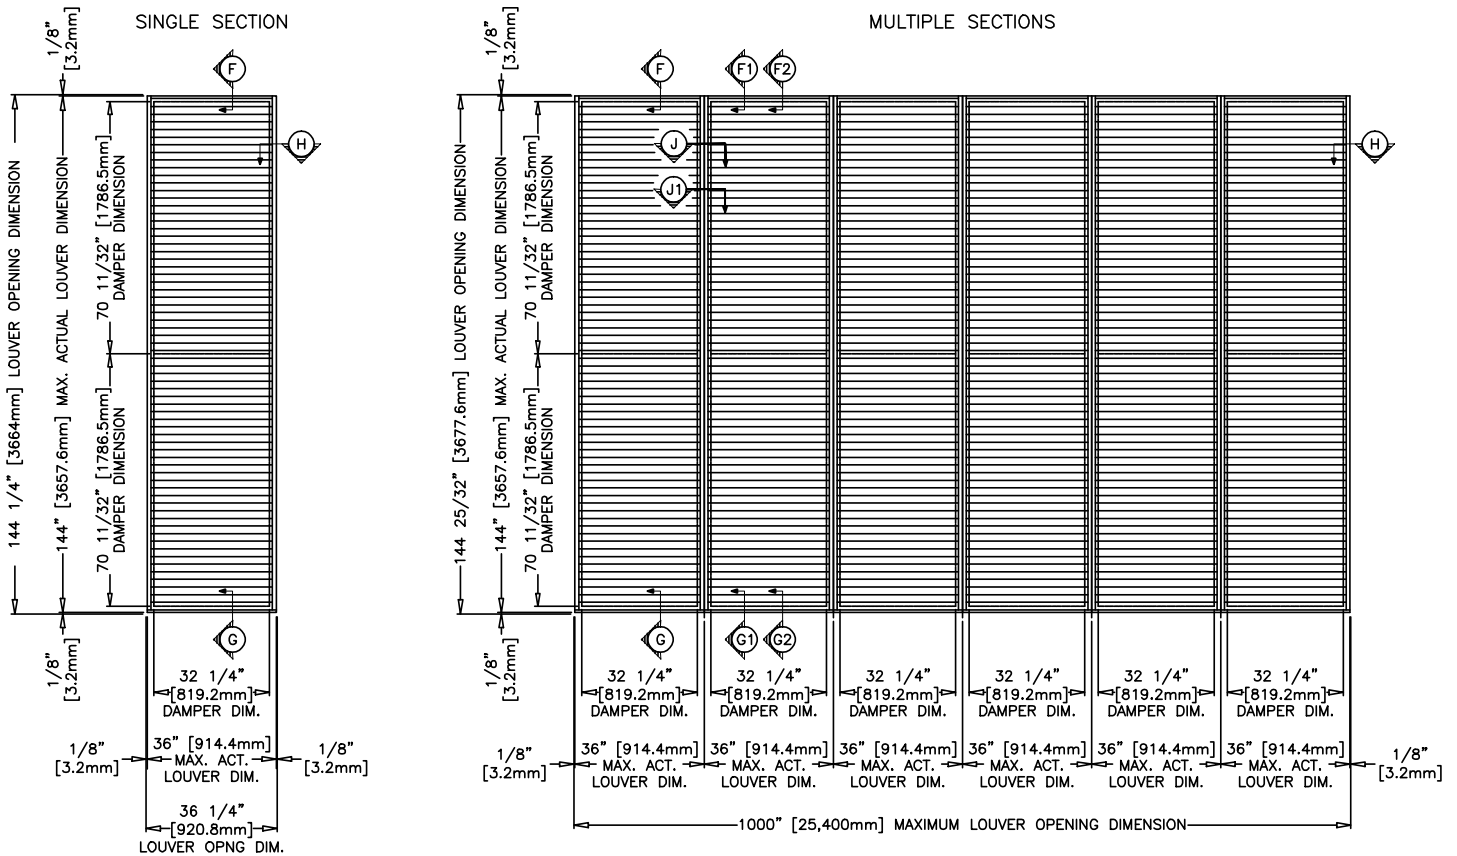 SINGLE SECTION
1/8"
[3.2mm]
F
H
144 1/4" [3664mm] LOUVER OPENING DIMENSION
144" [3657.6mm] MAX. ACTUAL LOUVER DIMENSION
70 11/32" [1786.5mm]
DAMPER DIMENSION
70 11/32" [1786.5mm]
DAMPER DIMENSION
G
1/8"
[3.2mm]
32 1/4"
[819.2mm]
DAMPER DIM.
1/8"
[3.2mm]
36" [914.4mm]
MAX. ACT.
LOUVER DIM.
1/8"
[3.2mm]
36 1/4"
[920.8mm]
LOUVER OPNG DIM.
MULTIPLE SECTIONS
1/8"
[3.2mm]
F
F1
F2
J
J1
H
144 25/32" [3677.6mm] LOUVER OPENING DIMENSION
144" [3657.6mm] MAX. ACTUAL LOUVER DIMENSION
70 11/32" [1786.5mm]
DAMPER DIMENSION
70 11/32" [1786.5mm]
DAMPER DIMENSION
G
G1
G2
1/8"
[3.2mm]
32 1/4"
[819.2mm]
DAMPER DIM.
32 1/4"
[819.2mm]
DAMPER DIM.
32 1/4"
[819.2mm]
DAMPER DIM.
32 1/4"
[819.2mm]
DAMPER DIM.
32 1/4"
[819.2mm]
DAMPER DIM.
32 1/4"
[819.2mm]
DAMPER DIM.
1/8"
[3.2mm]
36" [914.4mm]
MAX. ACT.
LOUVER DIM.
36" [914.4mm]
MAX. ACT.
LOUVER DIM.
36" [914.4mm]
MAX. ACT.
LOUVER DIM.
36" [914.4mm]
MAX. ACT.
LOUVER DIM.
36" [914.4mm]
MAX. ACT.
LOUVER DIM.
36" [914.4mm]
MAX. ACT.
LOUVER DIM.
1/8"
[3.2mm]
1000" [25,400mm] MAXIMUM LOUVER OPENING DIMENSION